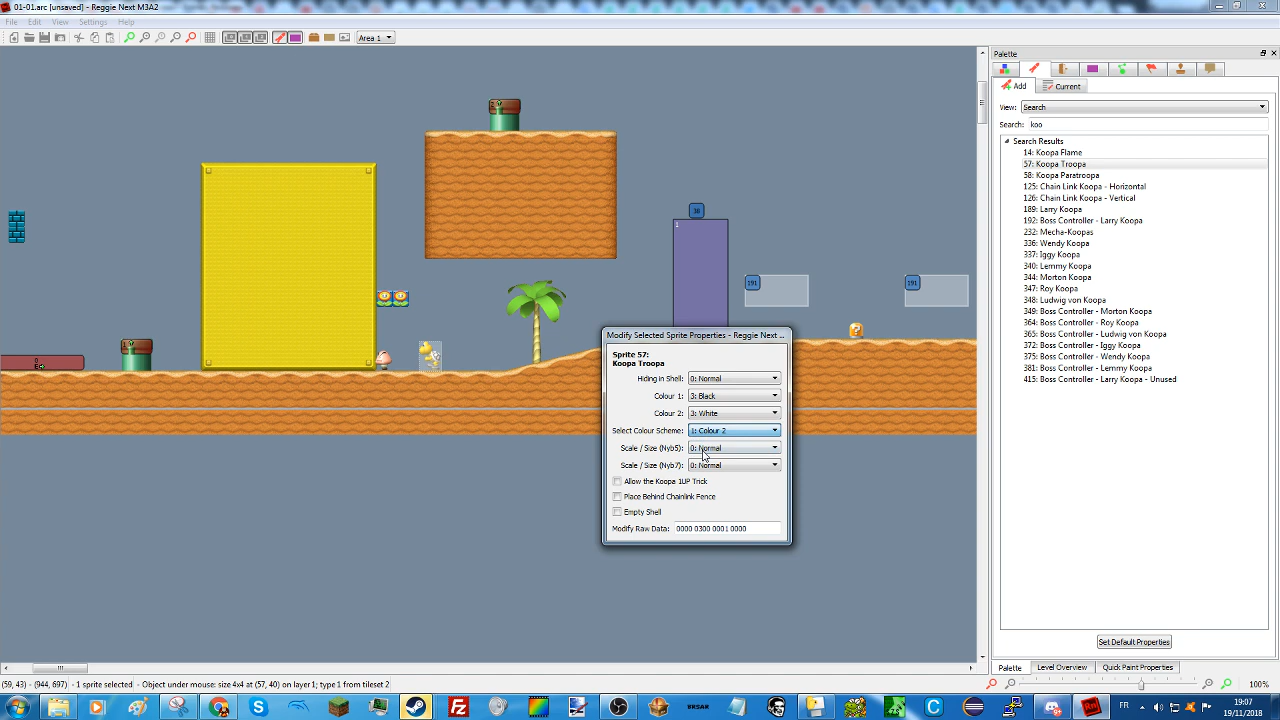 01-01.arc [unsaved] - Reggie Next M3A2
File Edit View Settings Help
Area 1
Palette
Add Current
View: Search
Search: koo
Search Results
14: Koopa Flame
57: Koopa Troopa
58: Koopa Paratroopa
125: Chain Link Koopa - Horizontal
126: Chain Link Koopa - Vertical
189: Larry Koopa
192: Boss Controller - Larry Koopa
232: Mecha-Koopas
336: Wendy Koopa
337: Iggy Koopa
340: Lemmy Koopa
344: Morton Koopa
347: Roy Koopa
348: Ludwig von Koopa
349: Boss Controller - Morton Koopa
364: Boss Controller - Roy Koopa
365: Boss Controller - Ludwig von Koopa
372: Boss Controller - Iggy Koopa
375: Boss Controller - Wendy Koopa
381: Boss Controller - Lemmy Koopa
415: Boss Controller - Larry Koopa - Unused
38
1
191
191
Modify Selected Sprite Properties - Reggie Next ...
Sprite 57:
Koopa Troopa
Hiding in Shell: 0: Normal
Colour 1: 3: Black
Colour 2: 3: White
Select Colour Scheme: 1: Colour 2
Scale / Size (Nyb5): 0: Normal
Scale / Size (Nyb7): 0: Normal
Allow the Koopa 1UP Trick
Place Behind Chainlink Fence
Empty Shell
Modify Raw Data: 0000 0300 0001 0000
Set Default Properties
Palette Level Overview Quick Paint Properties
(59, 43) - (944, 697) - 1 sprite selected - Object under mouse: size 4x4 at (57, 40) on layer 1; type 1 from tileset 2
100%
BRSAR
FR
19:07
19/11/2018